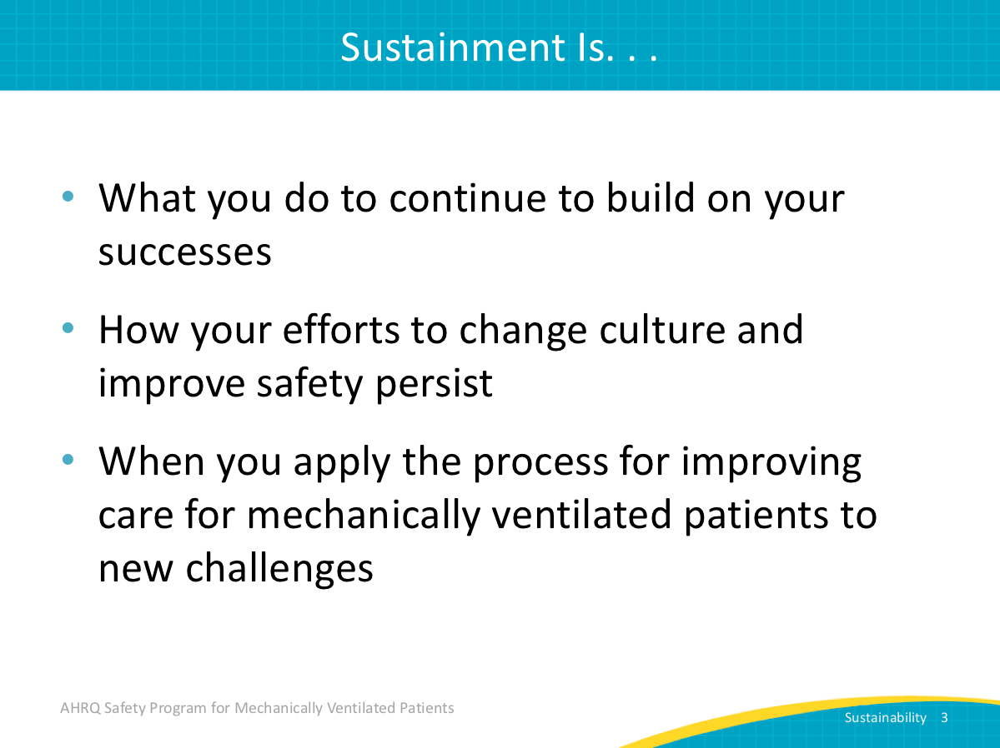 Sustainment Is. . .
• What you do to continue to build on your
successes
• How your efforts to change culture and
improve safety persist
• When you apply the process for improving
care for mechanically ventilated patients to
new challenges
AHRQ Safety Program for Mechanically Ventilated Patients
Sustainability 3